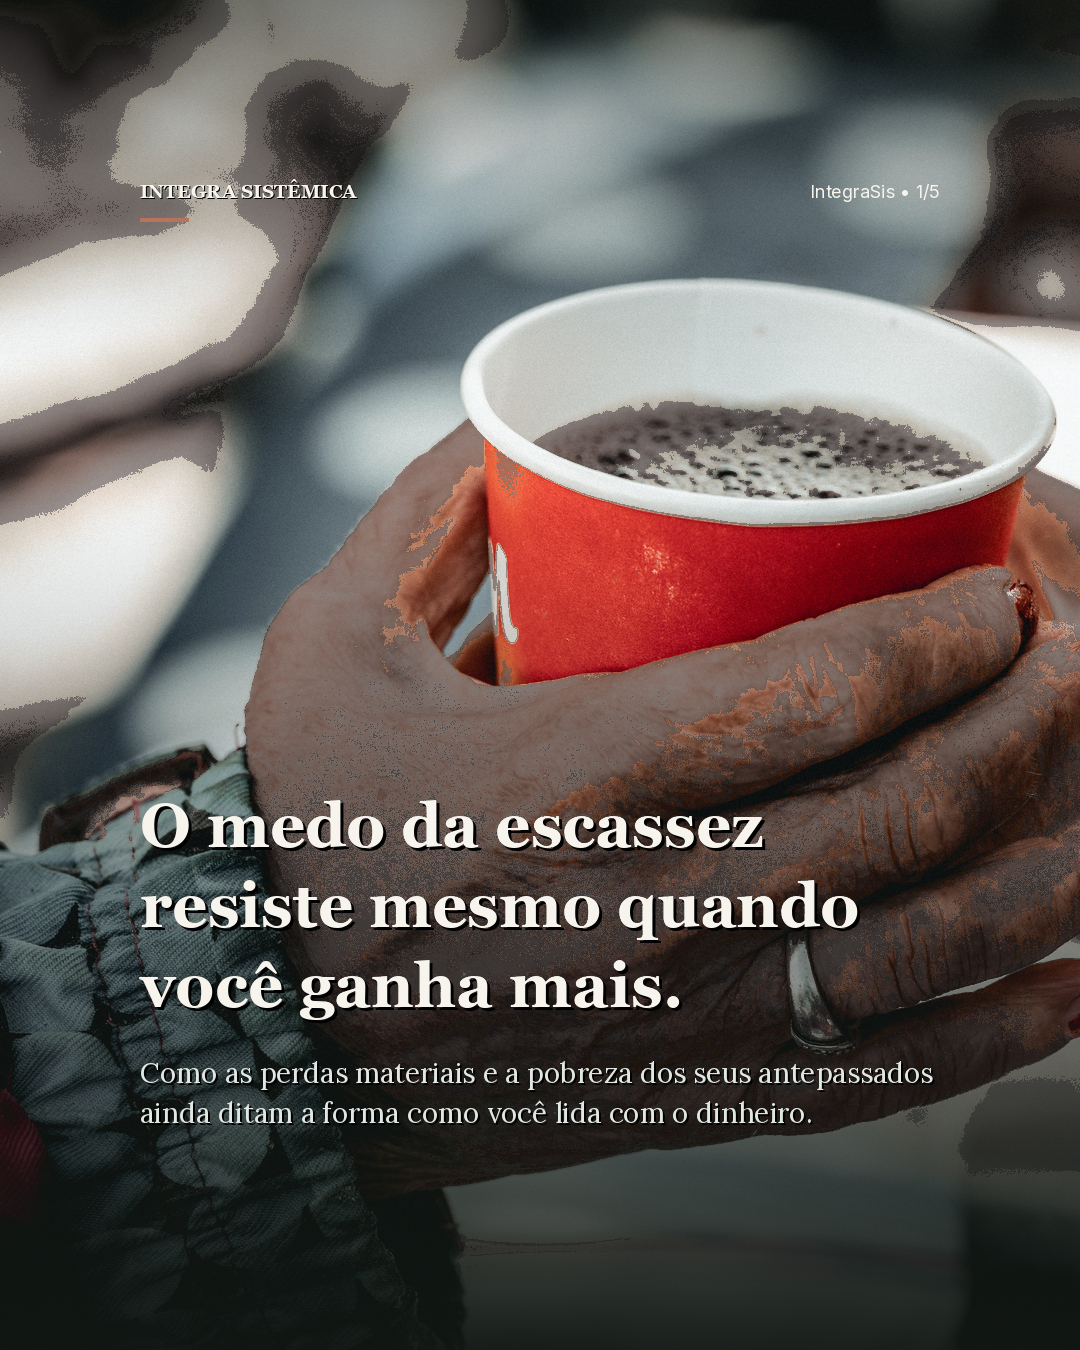 INTEGRA SISTÊMICA
IntegraSis • 1/5
O medo da escassez
resiste mesmo quando
você ganha mais.
Como as perdas materiais e a pobreza dos seus antepassados
ainda ditam a forma como você lida com o dinheiro.